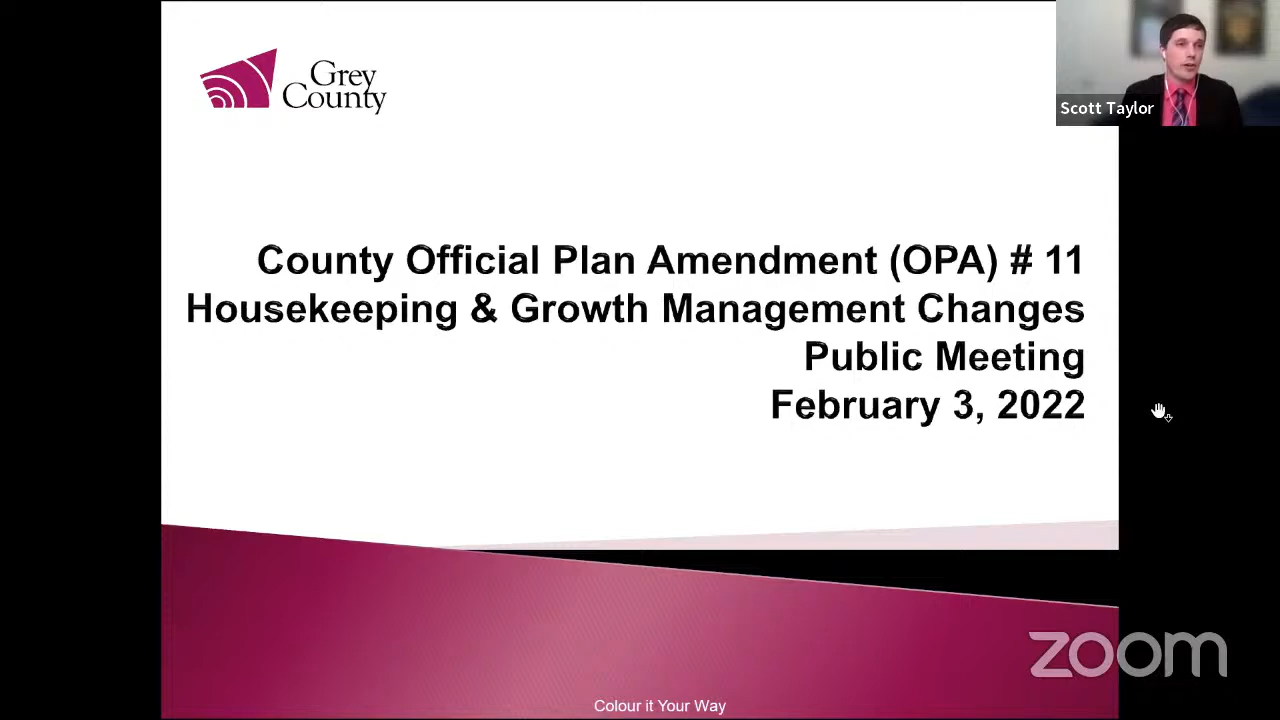 Grey
County
Scott Taylor
County Official Plan Amendment (OPA) # 11
Housekeeping & Growth Management Changes
Public Meeting
February 3, 2022
zoom
Colour it Your Way